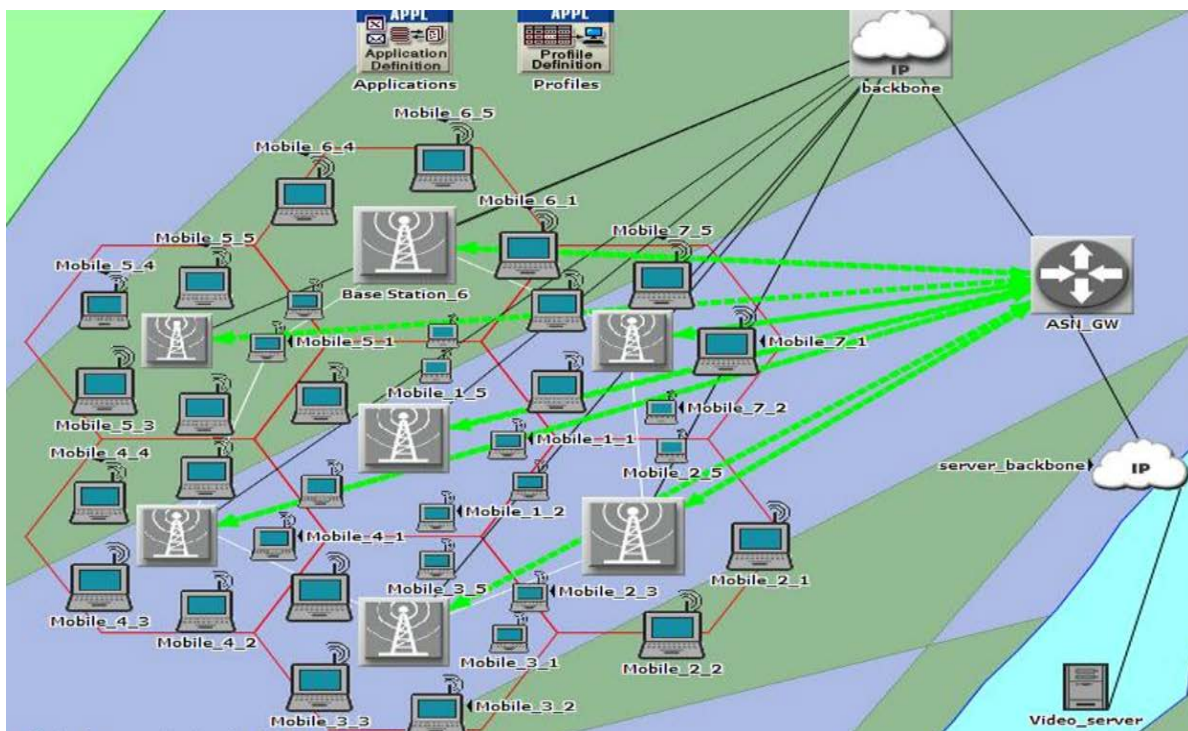 APPL
Application
Definition
Applications
APPL
Profile
Definition
Profiles
IP
backbone
Mobile_6_5
Mobile_6_4
Mobile_6_1
Mobile_5_5
Mobile_7_5
Mobile_5_4
Base Station_6
ASN_GW
Mobile_5_1
Mobile_7_1
Mobile_1_5
Mobile_7_2
Mobile_5_3
Mobile_1_1
Mobile_4_4
Mobile_2_5
server_backbone
IP
Mobile_1_2
Mobile_4_1
Mobile_2_1
Mobile_3_5
Mobile_2_3
Mobile_4_3
Mobile_4_2
Mobile_3_1
Mobile_2_2
Mobile_3_2
Mobile_3_3
Video_server